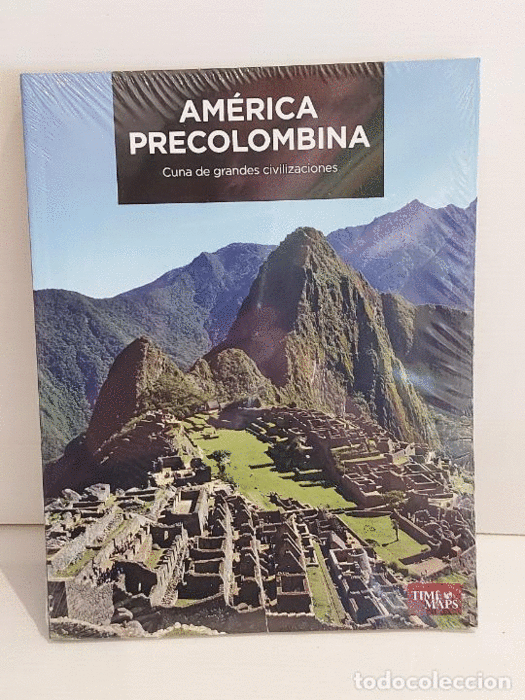 AMÉRICA
PRECOLOMBINA
Cuna de grandes civilizaciones
TIME
MAPS
todocoleccion